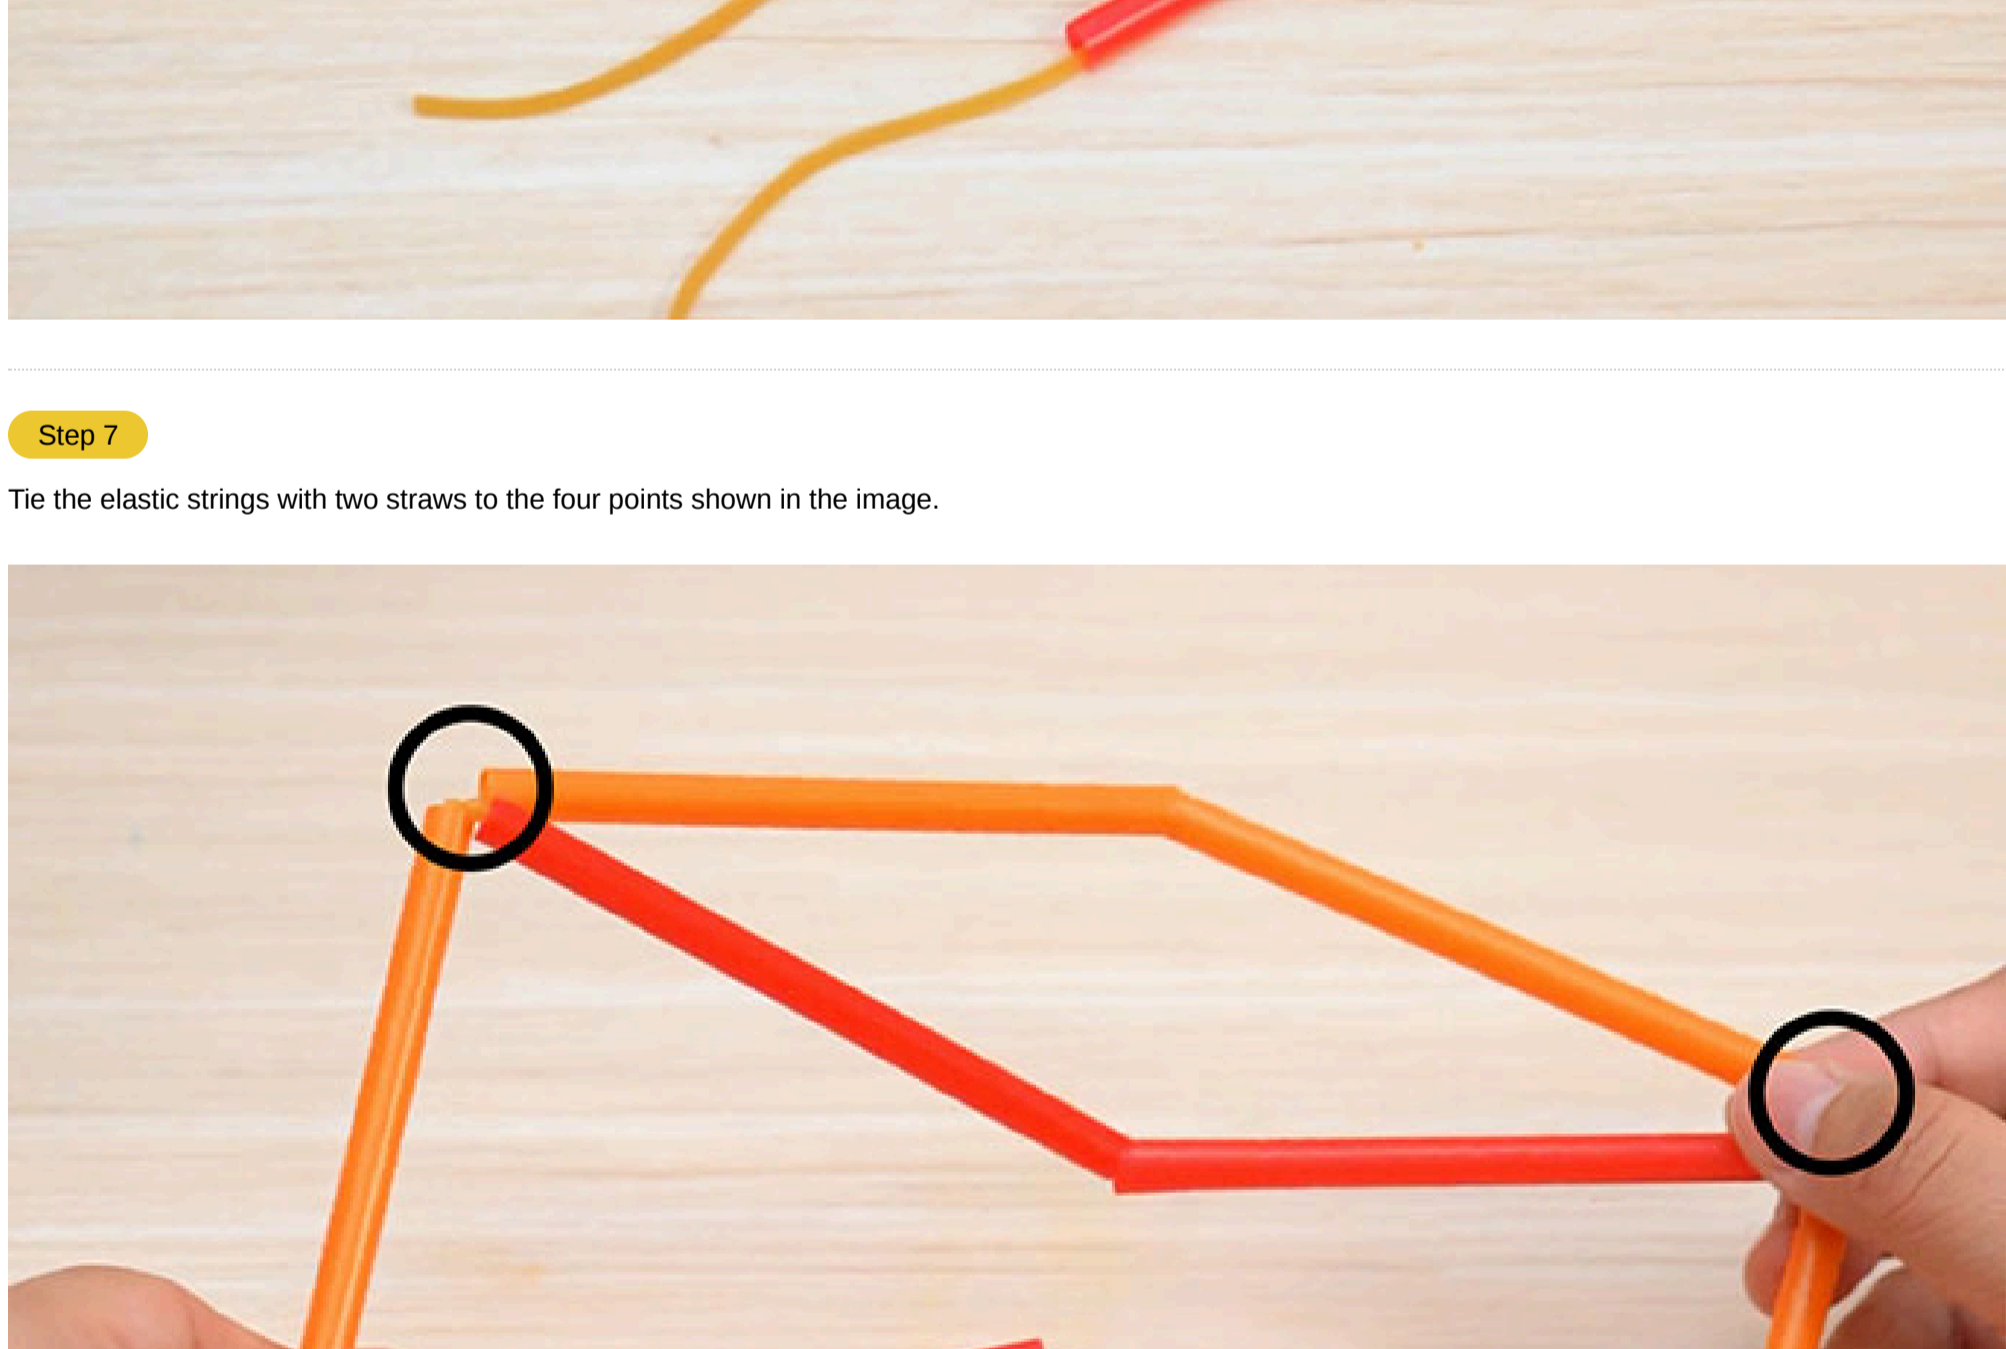 Step 7
Tie the elastic strings with two straws to the four points shown in the image.